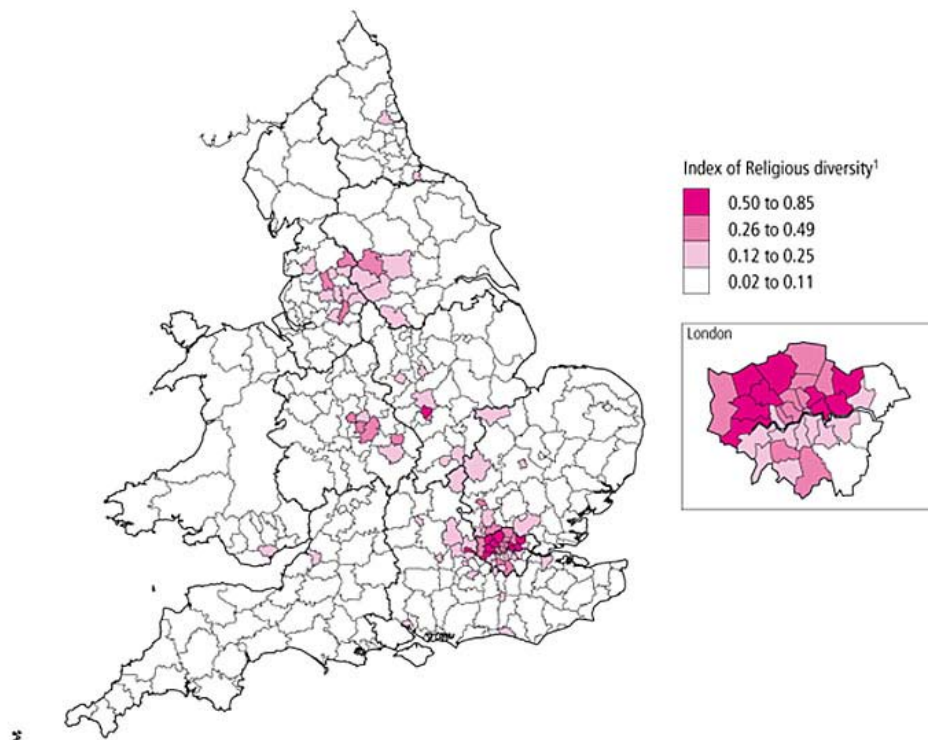 Index of Religious diversity¹
0.50 to 0.85
0.26 to 0.49
0.12 to 0.25
0.02 to 0.11
London